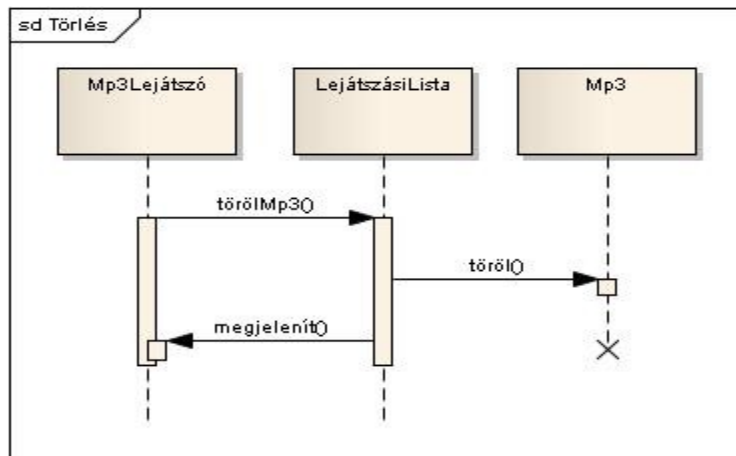 sd Törlés
Mp3Lejátszó
LejátszásiLista
Mp3
törölMp3()
töröl()
megjelenít()